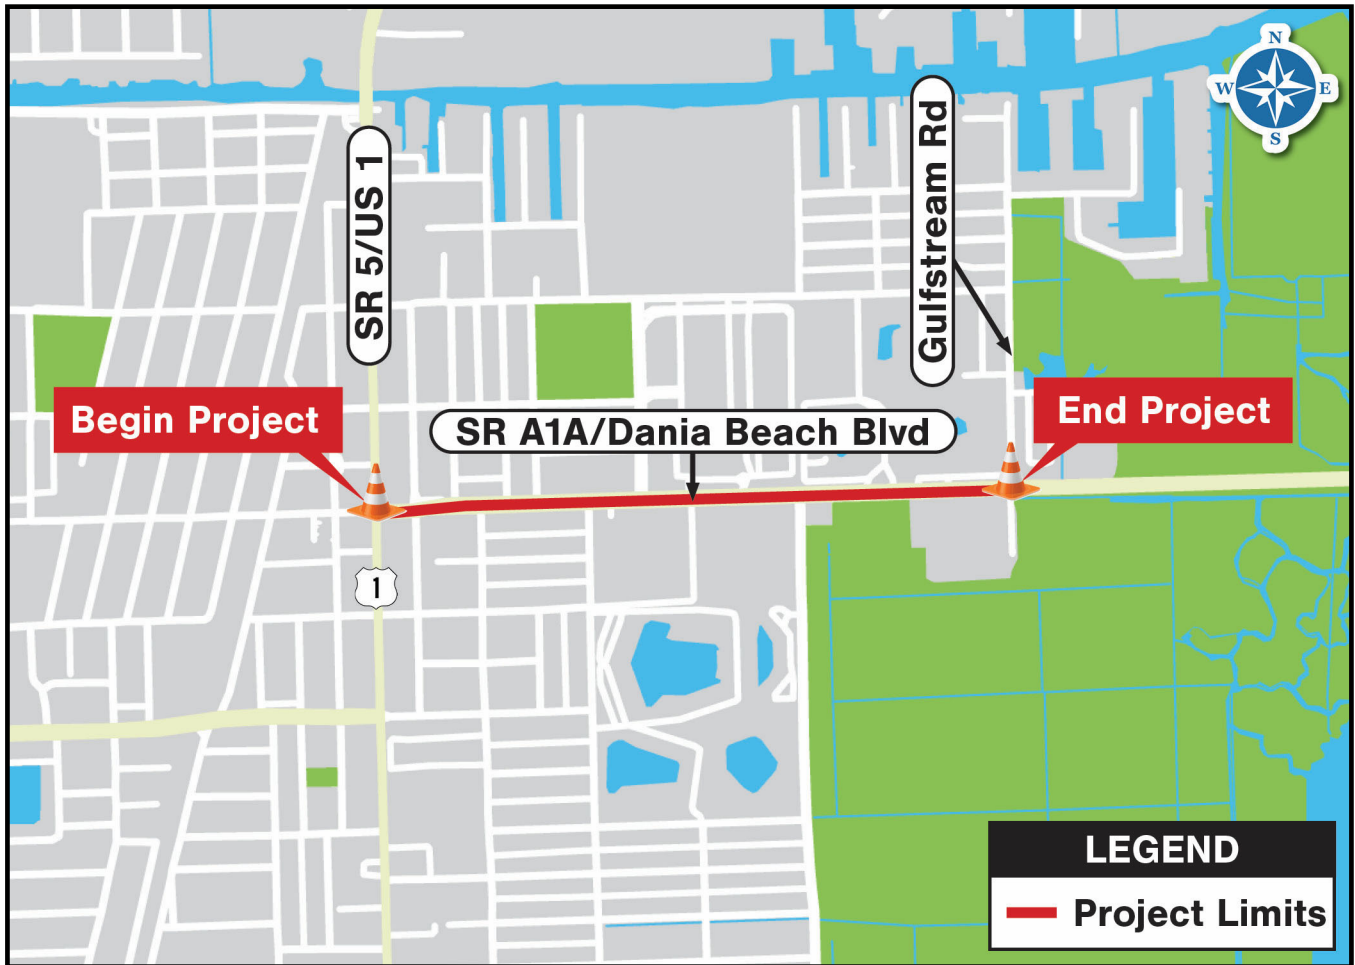 N
W
E
S
SR 5/US 1
Gulfstream Rd
Begin Project
SR A1A/Dania Beach Blvd
End Project
1
LEGEND
Project Limits